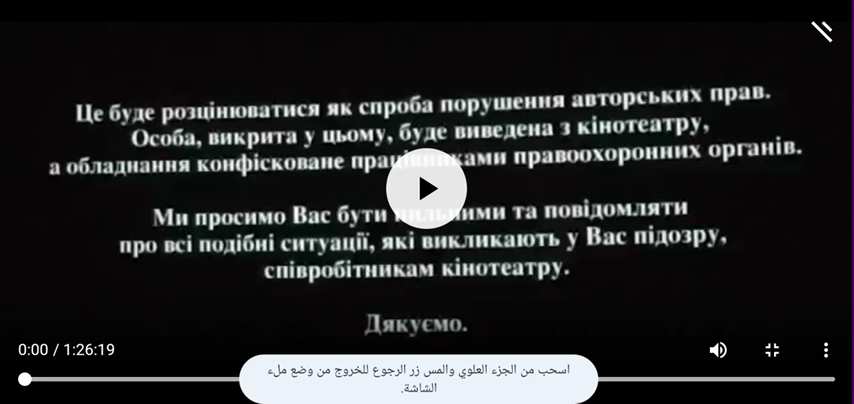 Це буде розцінюватися як спроба порушення авторських прав.
Особа, викрита у цьому, буде виведена з кінотеатру,
а обладнання конфісковане працівниками правоохоронних органів.
Ми просимо Вас бути пильними та повідомляти
про всі подібні ситуації, які викликають у Вас підозру,
співробітникам кінотеатру.
Дякуємо.
0:00 / 1:26:19
اسحب من الجزء العلوي والمس زر الرجوع للخروج من وضع ملء
الشاشة.